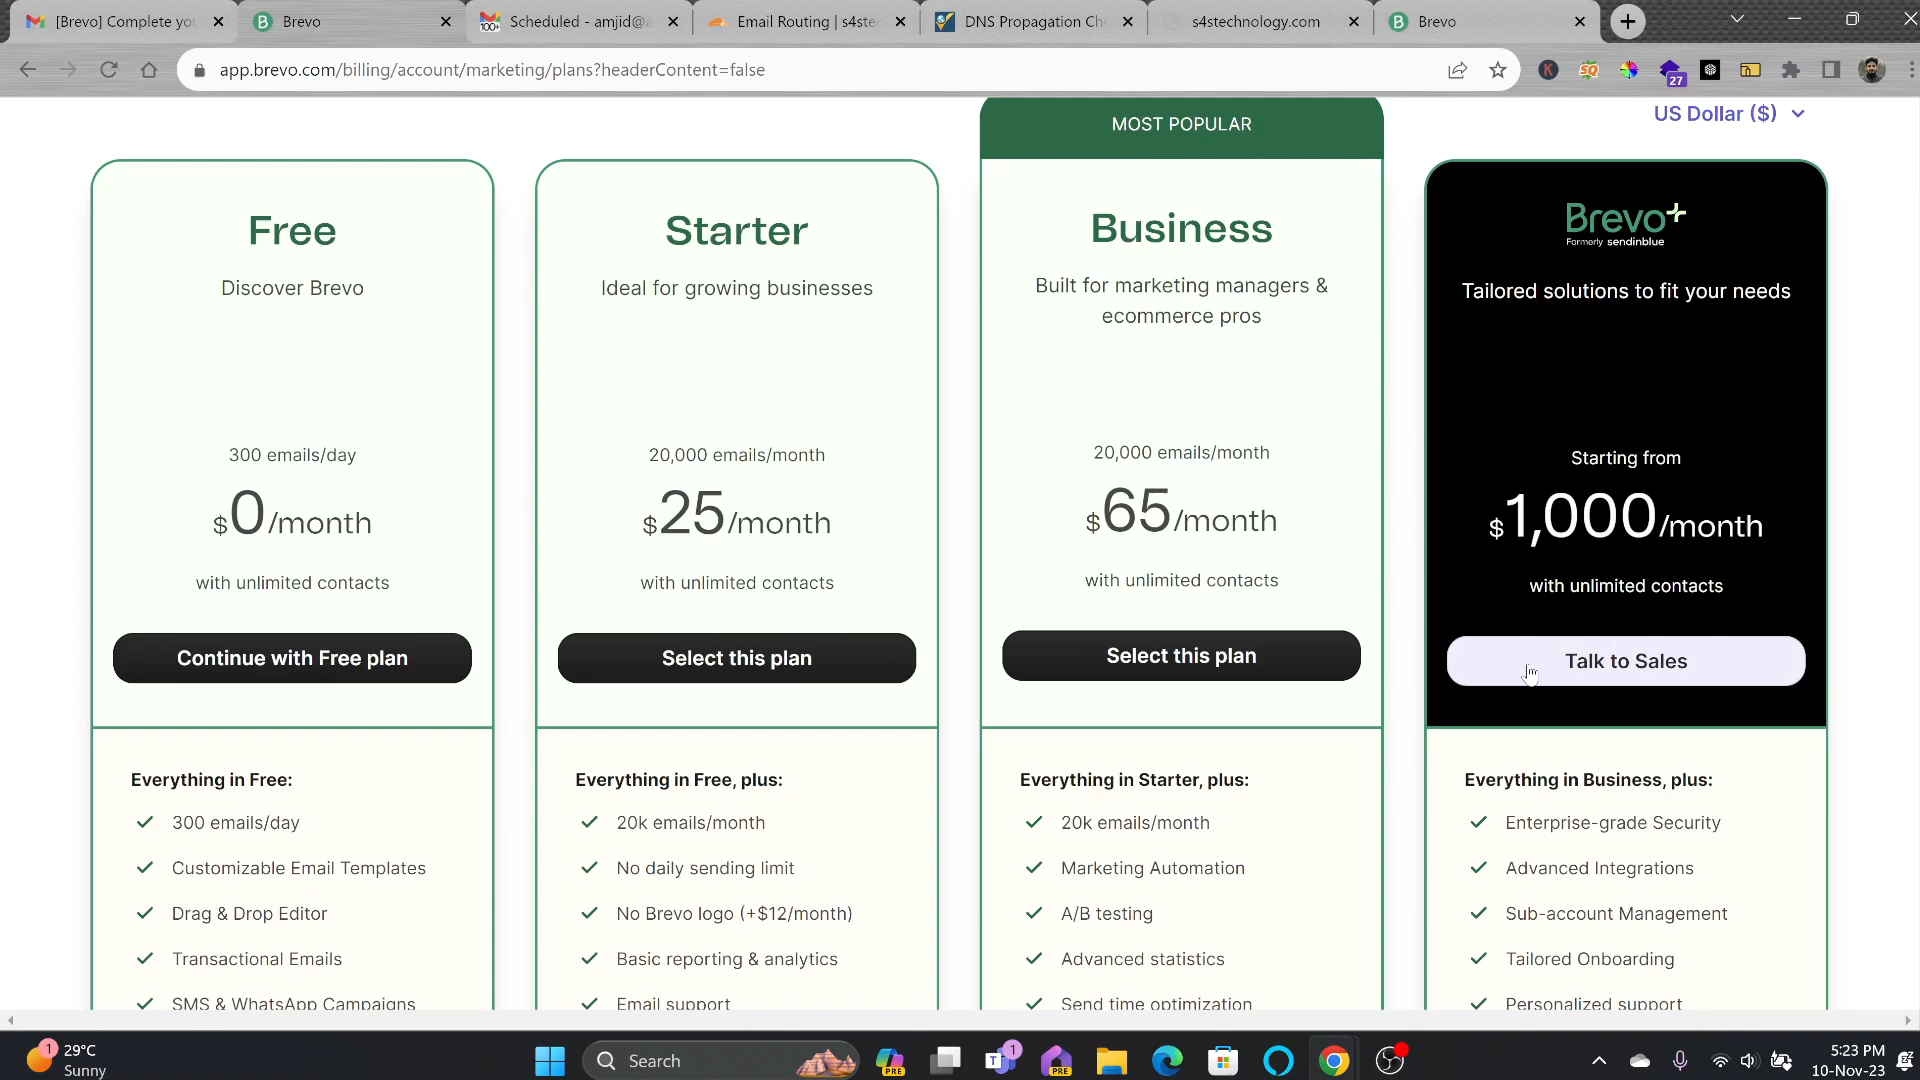 [Brevo] Complete yo
Brevo
100+
Scheduled - amjid@
Email Routing | s4ste
DNS Propagation Ch
s4stechnology.com
Brevo
app.brevo.com/billing/account/marketing/plans?headerContent=false
27
US Dollar ($)
MOST POPULAR
Free
Discover Brevo
300 emails/day
$0/month
with unlimited contacts
Continue with Free plan
Everything in Free:
300 emails/day
Customizable Email Templates
Drag & Drop Editor
Transactional Emails
SMS & WhatsApp Campaigns
Starter
Ideal for growing businesses
20,000 emails/month
$25/month
with unlimited contacts
Select this plan
Everything in Free, plus:
20k emails/month
No daily sending limit
No Brevo logo (+$12/month)
Basic reporting & analytics
Email support
Business
Built for marketing managers &
ecommerce pros
20,000 emails/month
$65/month
with unlimited contacts
Select this plan
Everything in Starter, plus:
20k emails/month
Marketing Automation
A/B testing
Advanced statistics
Send time optimization
Brevo+
Formerly sendinblue
Tailored solutions to fit your needs
Starting from
$1,000/month
with unlimited contacts
Talk to Sales
Everything in Business, plus:
Enterprise-grade Security
Advanced Integrations
Sub-account Management
Tailored Onboarding
Personalized support
1
29°C
Sunny
Search
PRE
1
PRE
5:23 PM
10-Nov-23